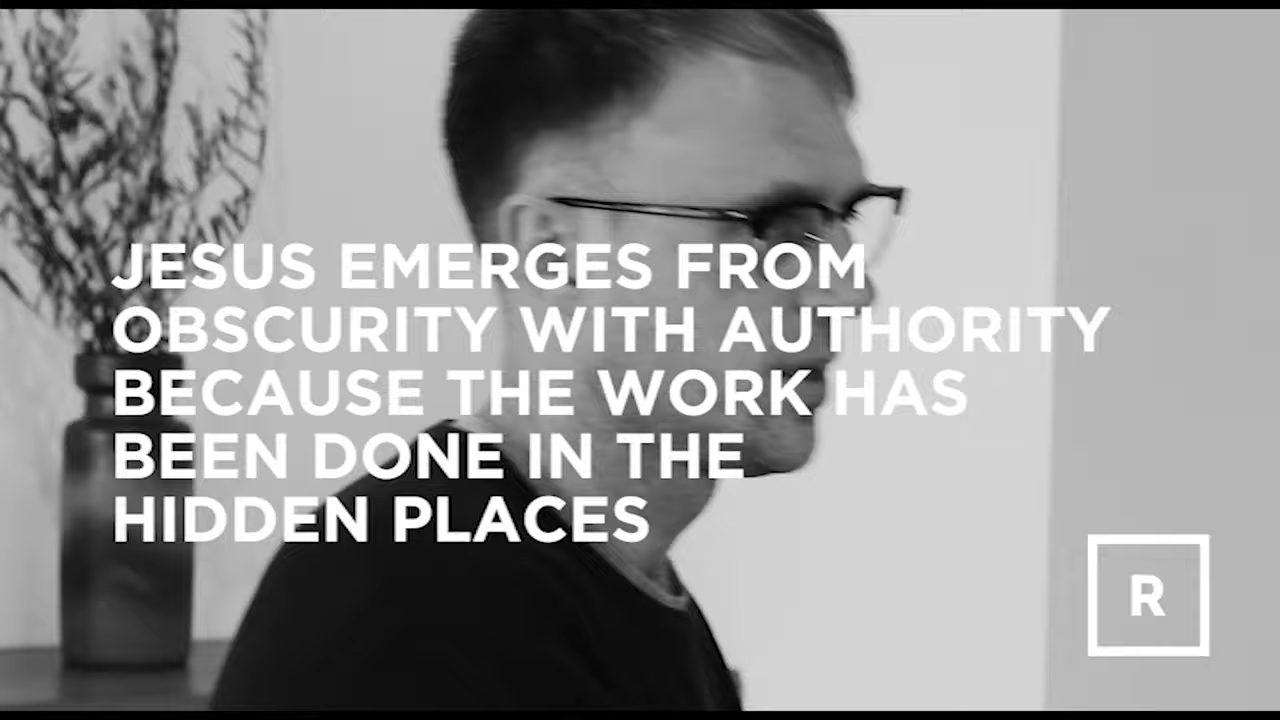 JESUS EMERGES FROM
OBSCURITY WITH AUTHORITY
BECAUSE THE WORK HAS
BEEN DONE IN THE
HIDDEN PLACES
R